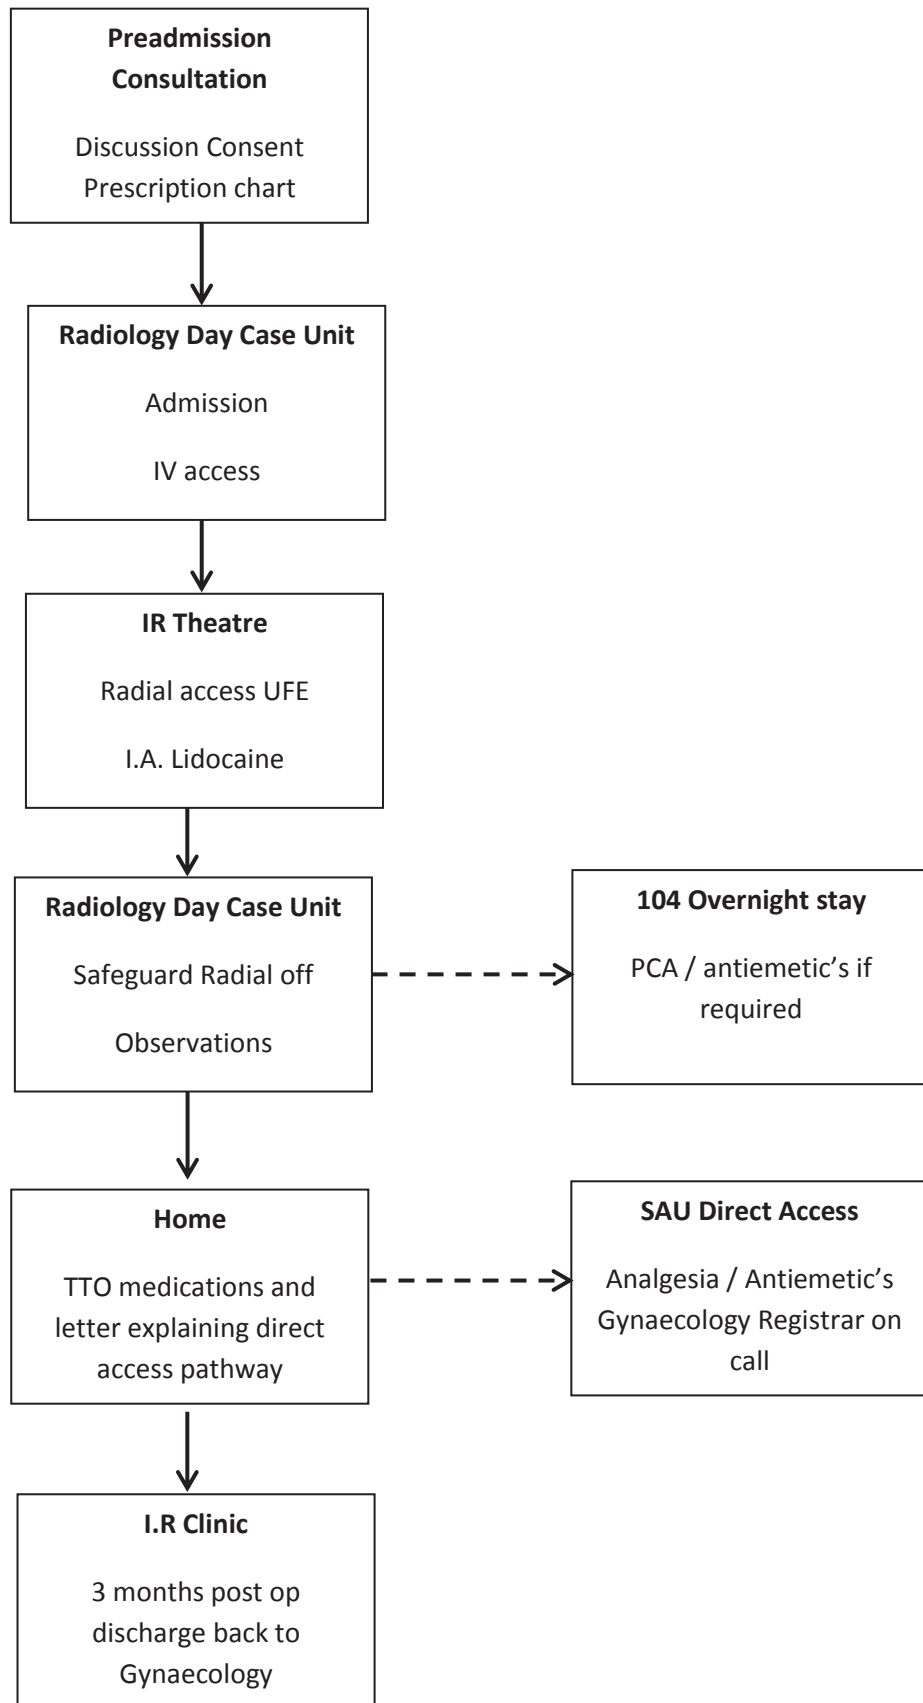 Preadmission
Consultation
Discussion Consent
Prescription chart
Radiology Day Case Unit
Admission
IV access
IR Theatre
Radial access UFE
I.A. Lidocaine
Radiology Day Case Unit
Safeguard Radial off
Observations
104 Overnight stay
PCA / antiemetic’s if
required
Home
TTO medications and
letter explaining direct
access pathway
SAU Direct Access
Analgesia / Antiemetic’s
Gynaecology Registrar on
call
I.R Clinic
3 months post op
discharge back to
Gynaecology